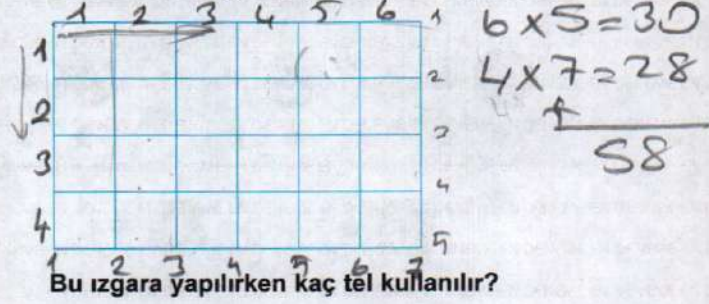 1 2 3 4 5 6
1
2
3
4
1
2
3
4
5
1 2 3 4 5 6 7
6x5=30
4x7=28
+
58
Bu ızgara yapılırken kaç tel kullanılır?